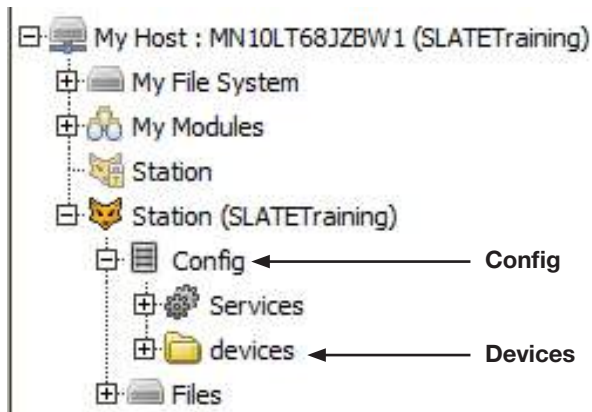 My Host : MN10LT68JZBW1 (SLATETraining)
My File System
My Modules
Station
Station (SLATETraining)
Config Config
Services
devices Devices
Files